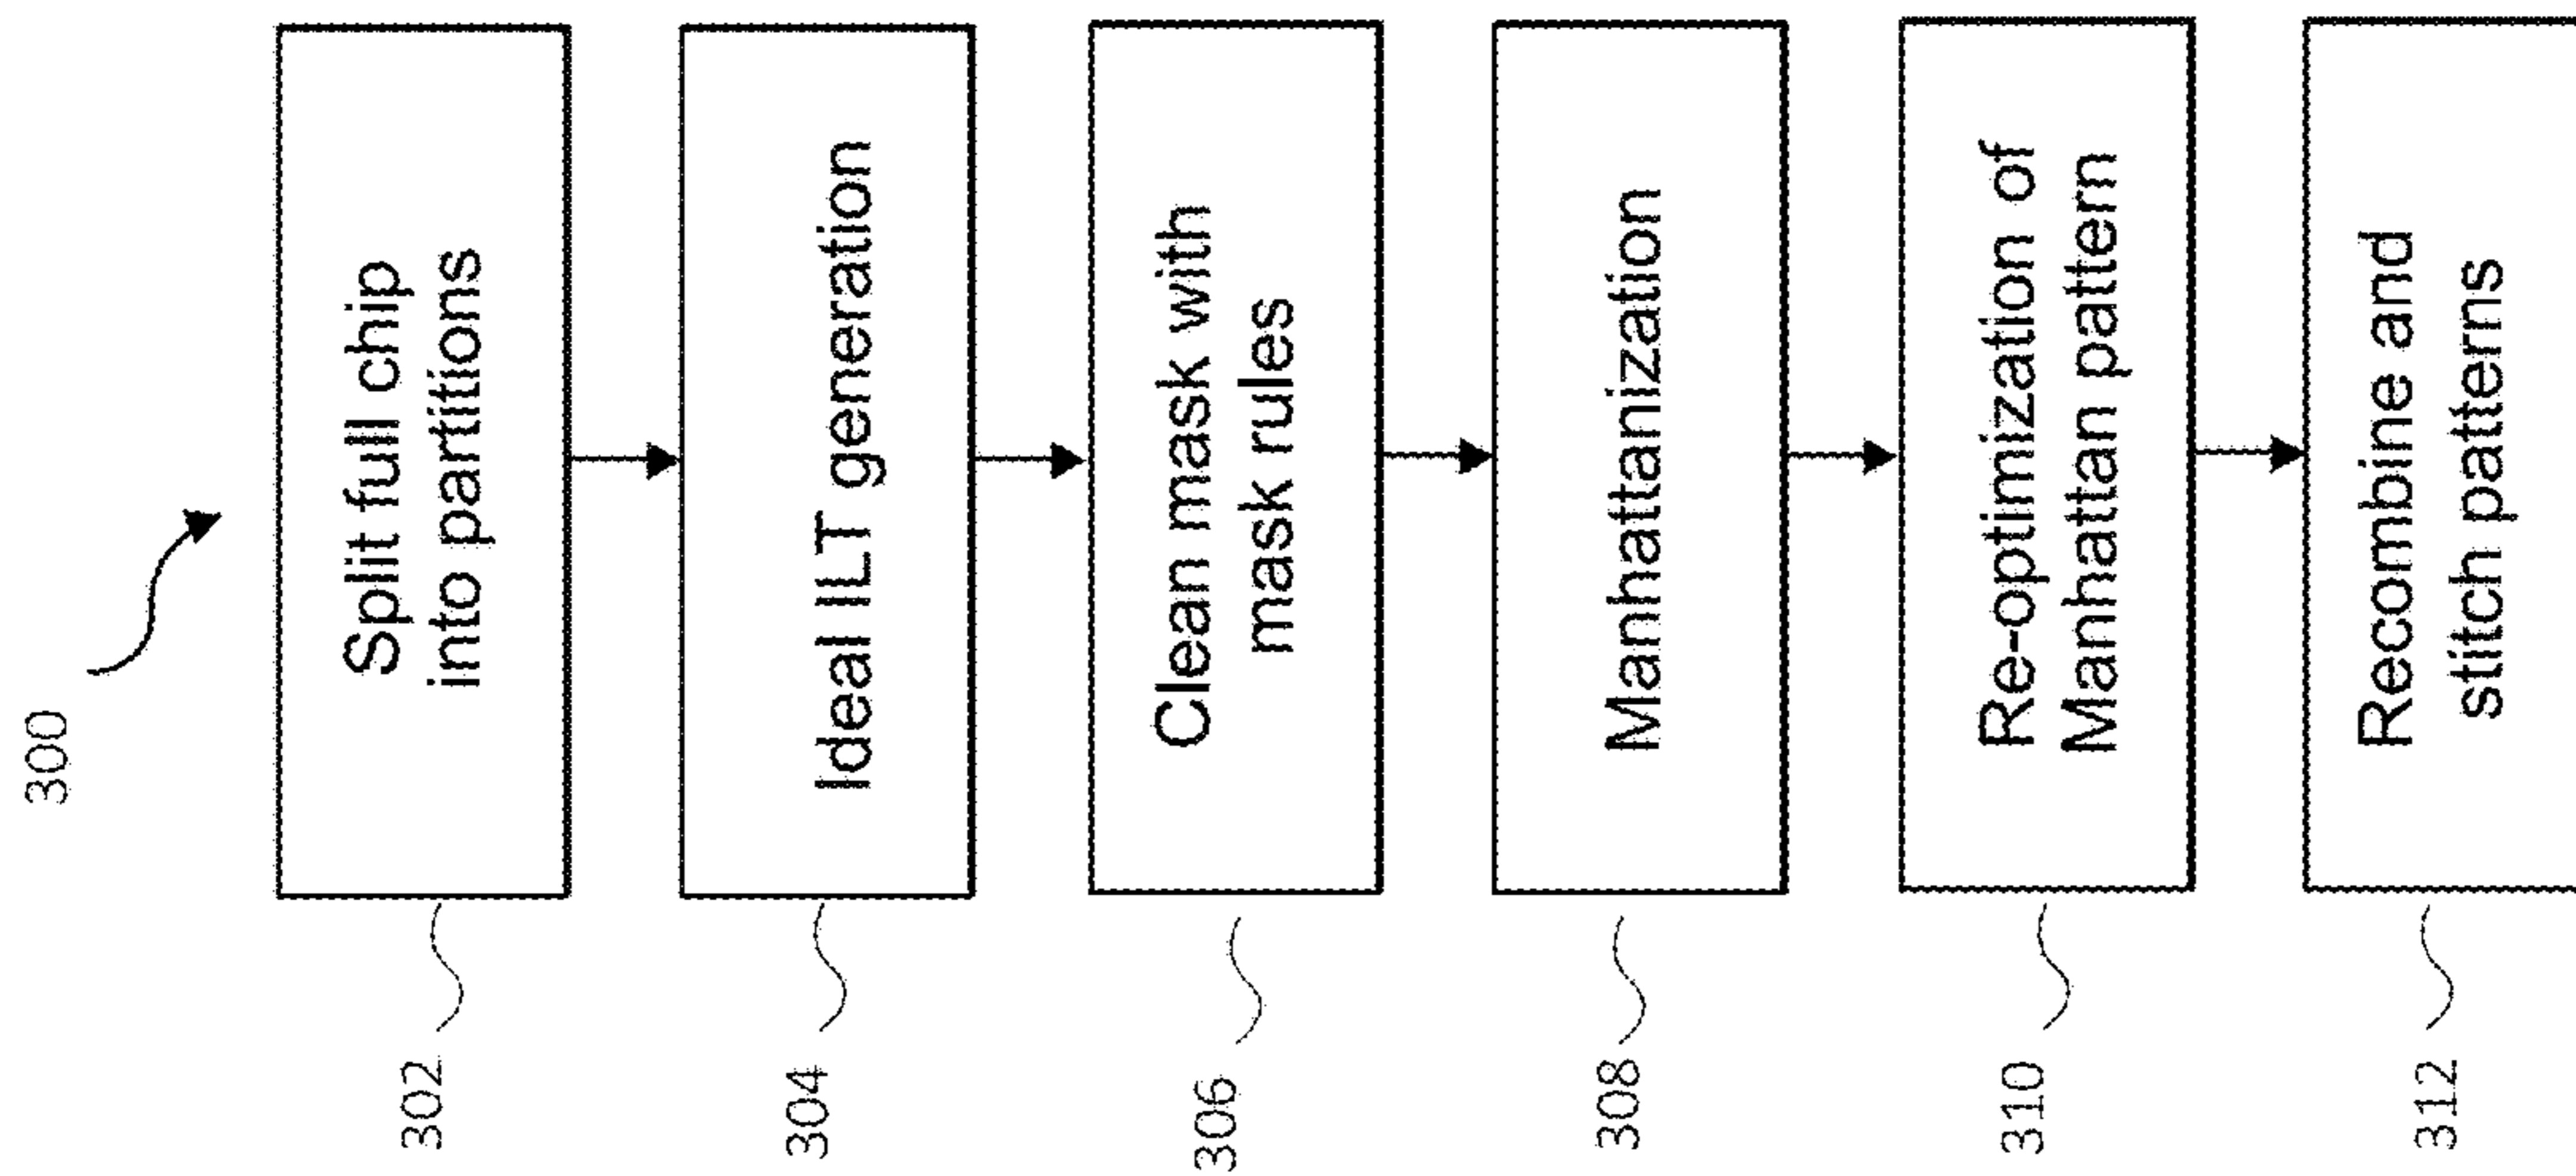 300
302
Split full chip
into partitions
304
Ideal ILT generation
306
Clean mask with
mask rules
308
Manhattanization
310
Re-optimization of
Manhattan pattern
312
Recombine and
stitch patterns